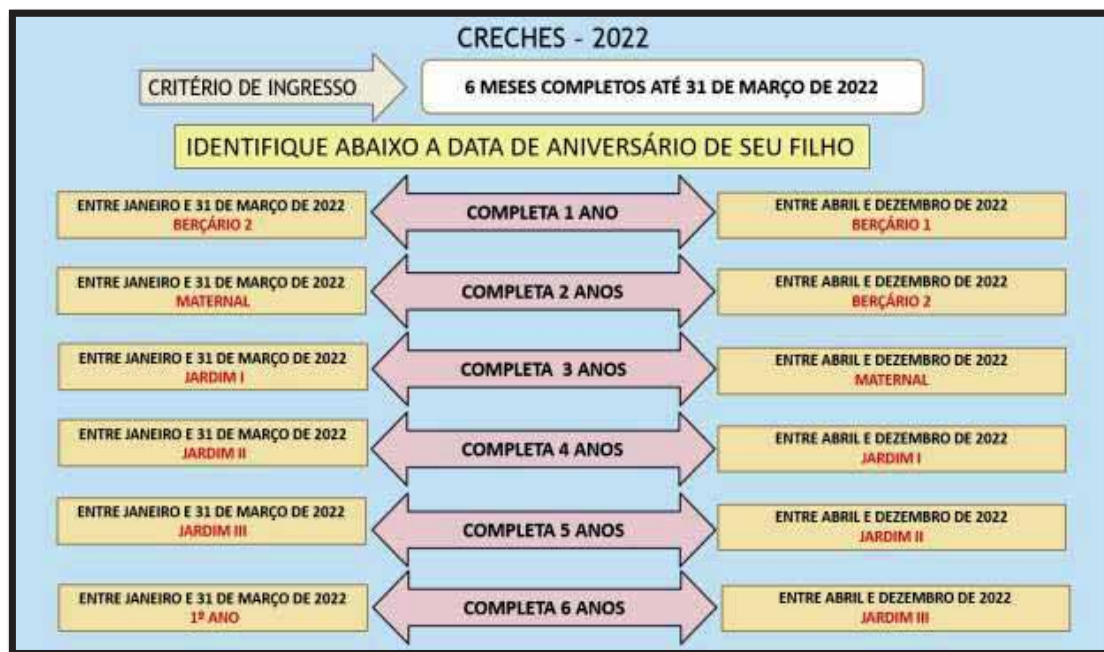 CRECHES - 2022
CRITÉRIO DE INGRESSO
6 MESES COMPLETOS ATÉ 31 DE MARÇO DE 2022
IDENTIFIQUE ABAIXO A DATA DE ANIVERSÁRIO DE SEU FILHO
ENTRE JANEIRO E 31 DE MARÇO DE 2022
BERÇÁRIO 2
COMPLETA 1 ANO
ENTRE ABRIL E DEZEMBRO DE 2022
BERÇÁRIO 1
ENTRE JANEIRO E 31 DE MARÇO DE 2022
MATERNAL
COMPLETA 2 ANOS
ENTRE ABRIL E DEZEMBRO DE 2022
BERÇÁRIO 2
ENTRE JANEIRO E 31 DE MARÇO DE 2022
JARDIM I
COMPLETA 3 ANOS
ENTRE ABRIL E DEZEMBRO DE 2022
MATERNAL
ENTRE JANEIRO E 31 DE MARÇO DE 2022
JARDIM II
COMPLETA 4 ANOS
ENTRE ABRIL E DEZEMBRO DE 2022
JARDIM I
ENTRE JANEIRO E 31 DE MARÇO DE 2022
JARDIM III
COMPLETA 5 ANOS
ENTRE ABRIL E DEZEMBRO DE 2022
JARDIM II
ENTRE JANEIRO E 31 DE MARÇO DE 2022
1º ANO
COMPLETA 6 ANOS
ENTRE ABRIL E DEZEMBRO DE 2022
JARDIM III